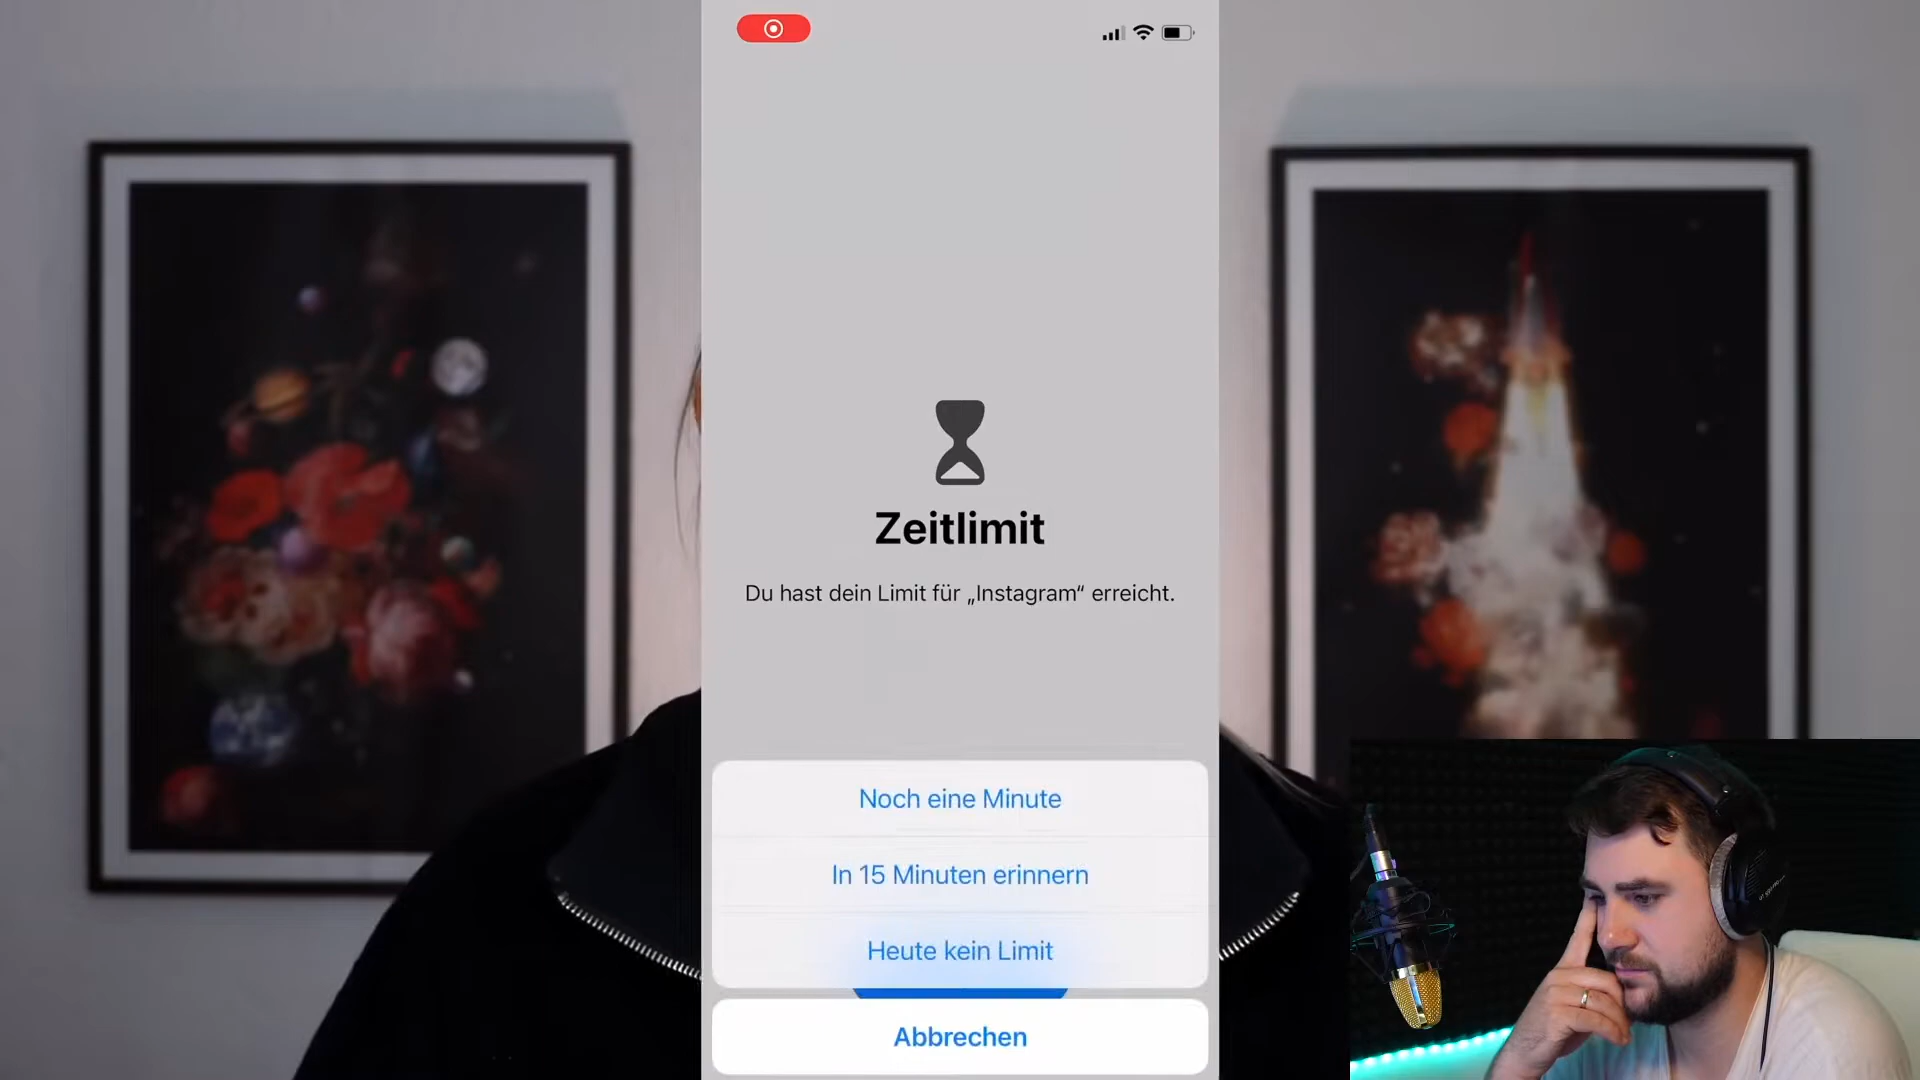 Zeitlimit
Du hast dein Limit für „Instagram“ erreicht.
Noch eine Minute
In 15 Minuten erinnern
Heute kein Limit
Abbrechen